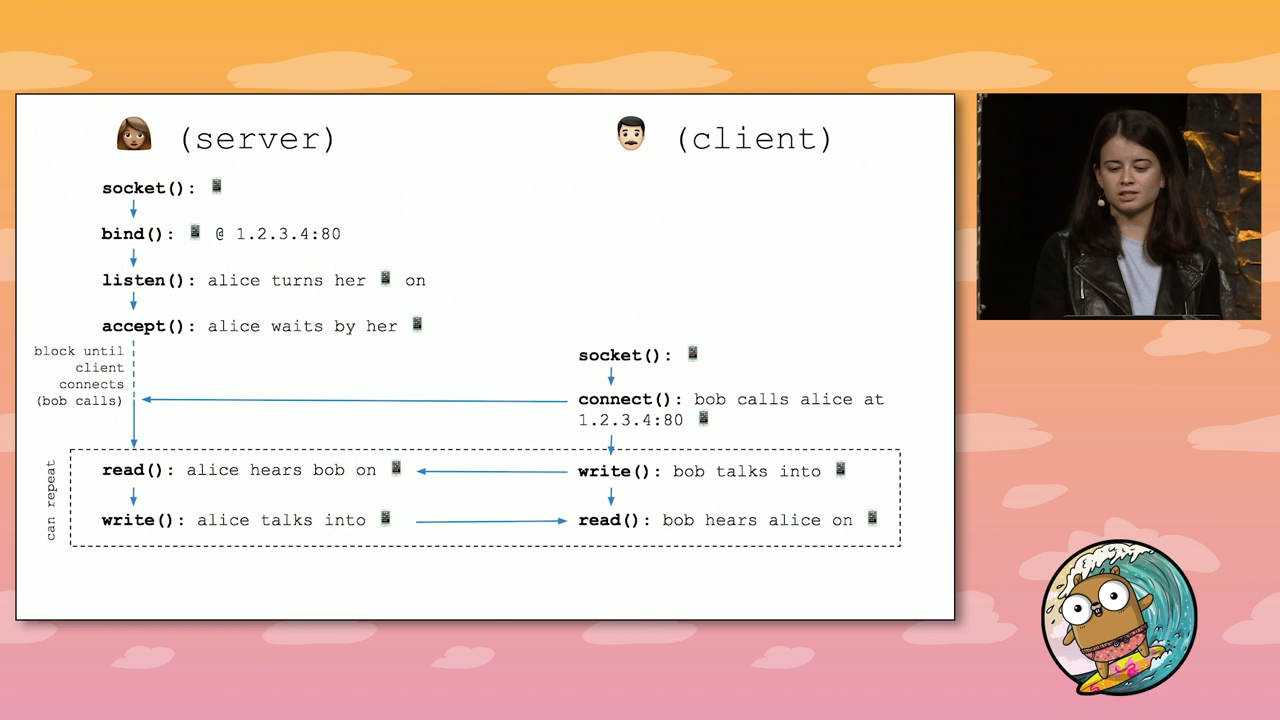 (server)
(client)
socket():
bind(): @ 1.2.3.4:80
listen(): alice turns her on
accept(): alice waits by her
block until
client
connects
(bob calls)
socket():
connect(): bob calls alice at
1.2.3.4:80
can repeat
read(): alice hears bob on
write(): bob talks into
write(): alice talks into
read(): bob hears alice on